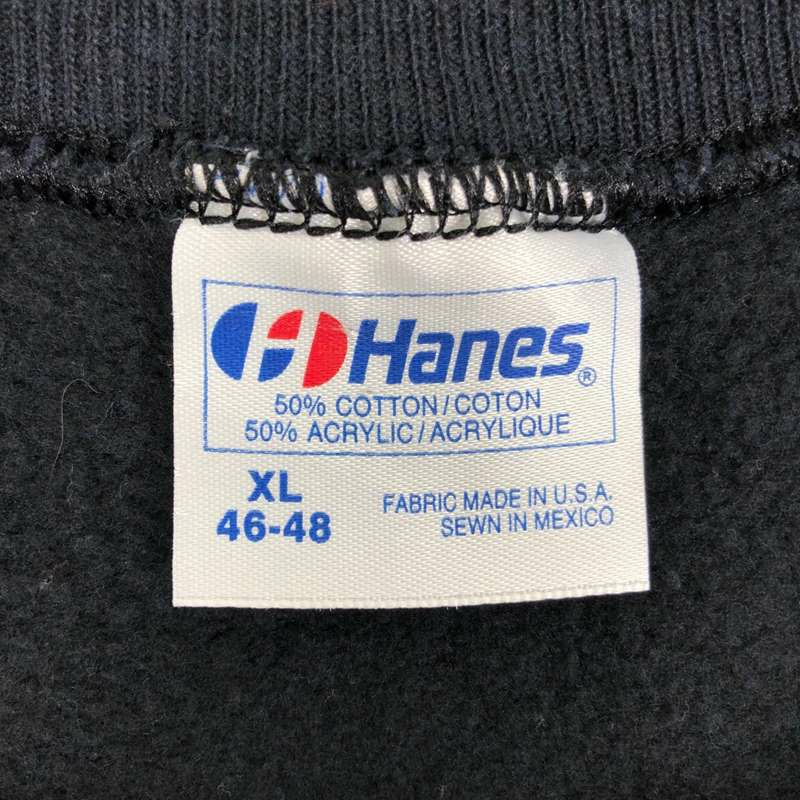 Hanes®
50% COTTON/COTON
50% ACRYLIC/ACRYLIQUE
XL
46-48
FABRIC MADE IN U.S.A.
SEWN IN MEXICO